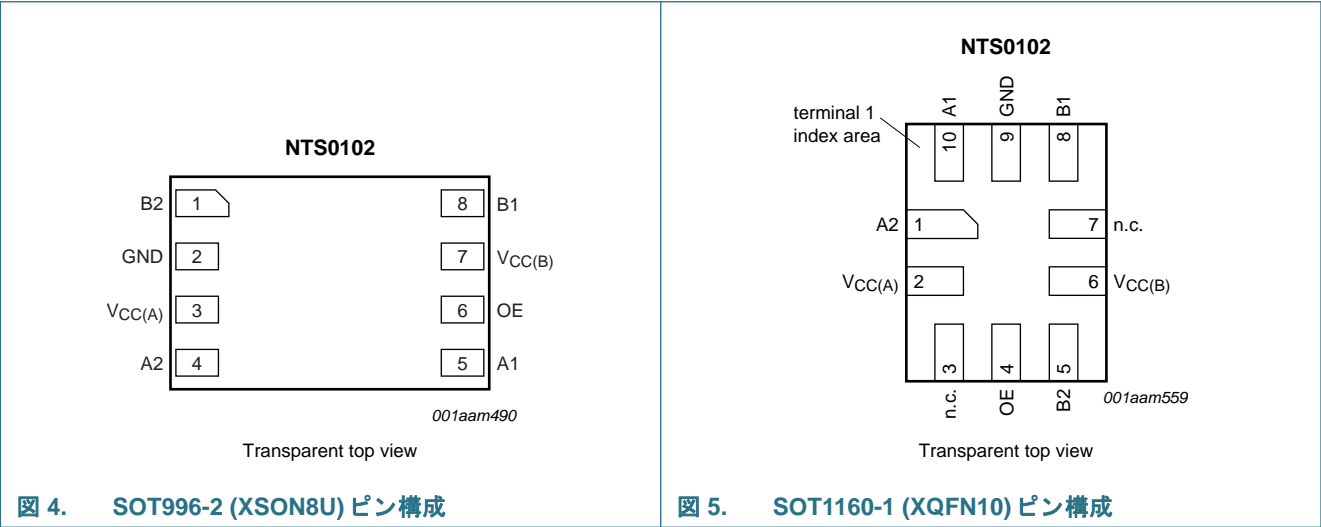 NTS0102
B2 1
GND 2
VCC(A) 3
A2 4
8 B1
7 VCC(B)
6 OE
5 A1
001aam490
Transparent top view
図 4. SOT996-2 (XSON8U) ピン構成
NTS0102
terminal 1
index area
A1 GND B1
10 9 8
A2 1
7 n.c.
VCC(A) 2
6 VCC(B)
3 4 5
n.c. OE B2
001aam559
Transparent top view
図 5. SOT1160-1 (XQFN10) ピン構成